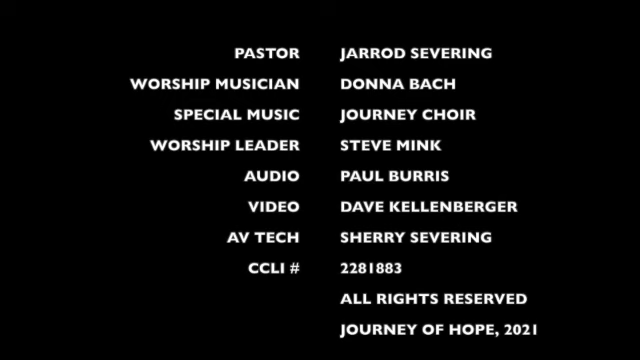 PASTOR JARROD SEVERING
WORSHIP MUSICIAN DONNA BACH
SPECIAL MUSIC JOURNEY CHOIR
WORSHIP LEADER STEVE MINK
AUDIO PAUL BURRIS
VIDEO DAVE KELLENBERGER
AV TECH SHERRY SEVERING
CCLI # 2281883
ALL RIGHTS RESERVED
JOURNEY OF HOPE, 2021